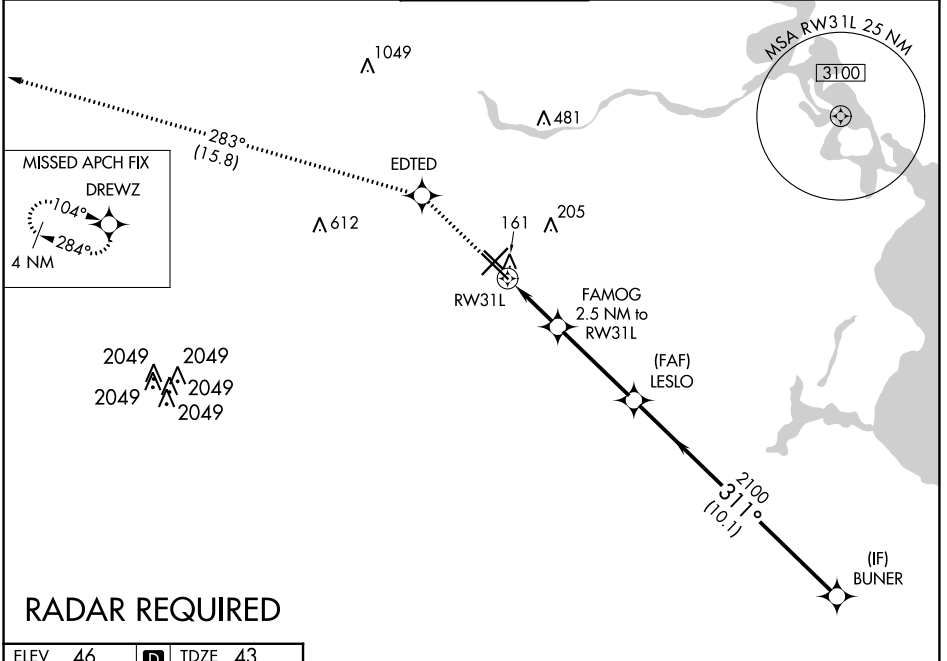 MSA RW31L 25 NM
3100
1049
481
283°
(15.8)
MISSED APCH FIX
DREWZ
104°
284°
4 NM
EDTED
612
161
205
RW31L
FAMOG
2.5 NM to
RW31L
(FAF)
LESLO
2049
2049
2049
2049
2049
2100
311°
(10.1)
(IF)
BUNER
RADAR REQUIRED
ELEV 46 D TDZE 43